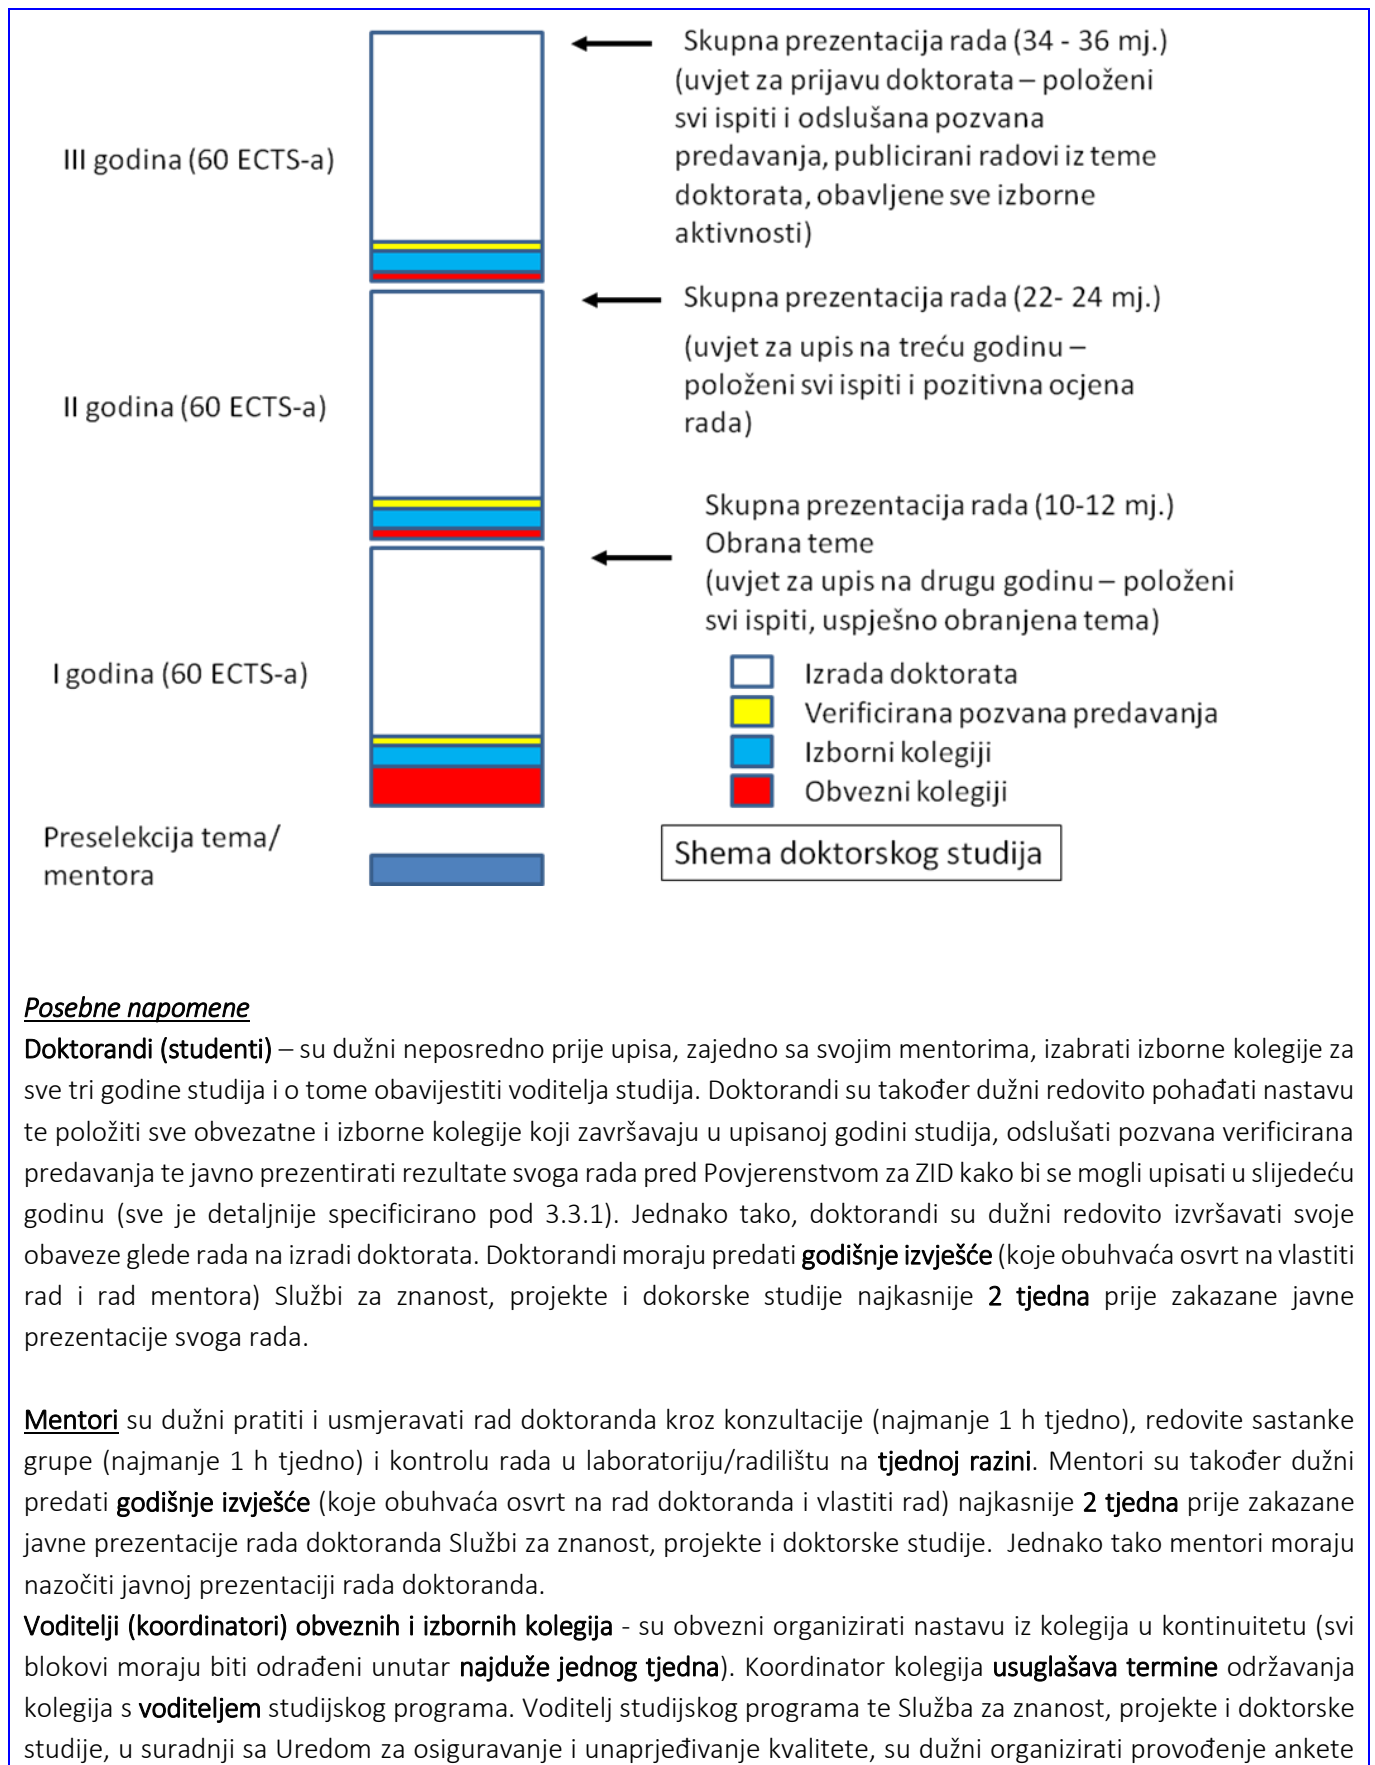 Skupna prezentacija rada (34 - 36 mj.)
(uvjet za prijavu doktorata – položeni
svi ispiti i odslušana pozvana
predavanja, publicirani radovi iz teme
doktorata, obavljene sve izborne
aktivnosti)
III godina (60 ECTS-a)
Skupna prezentacija rada (22- 24 mj.)
(uvjet za upis na treću godinu –
položeni svi ispiti i pozitivna ocjena
rada)
II godina (60 ECTS-a)
Skupna prezentacija rada (10-12 mj.)
Obrana teme
(uvjet za upis na drugu godinu – položeni
svi ispiti, uspješno obranjena tema)
I godina (60 ECTS-a)
Izrada doktorata
Verificirana pozvana predavanja
Izborni kolegiji
Obvezni kolegiji
Preselekcija tema/
mentora
Shema doktorskog studija
Posebne napomene
Doktorandi (studenti) – su dužni neposredno prije upisa, zajedno sa svojim mentorima, izabrati izborne kolegije za
sve tri godine studija i o tome obavijestiti voditelja studija. Doktorandi su također dužni redovito pohađati nastavu
te položiti sve obvezatne i izborne kolegije koji završavaju u upisanoj godini studija, odslušati pozvana verificirana
predavanja te javno prezentirati rezultate svoga rada pred Povjerenstvom za ZID kako bi se mogli upisati u slijedeću
godinu (sve je detaljnije specificirano pod 3.3.1). Jednako tako, doktorandi su dužni redovito izvršavati svoje
obaveze glede rada na izradi doktorata. Doktorandi moraju predati godišnje izvješće (koje obuhvaća osvrt na vlastiti
rad i rad mentora) Službi za znanost, projekte i dokorske studije najkasnije 2 tjedna prije zakazane javne
prezentacije svoga rada.
Mentori su dužni pratiti i usmjeravati rad doktoranda kroz konzultacije (najmanje 1 h tjedno), redovite sastanke
grupe (najmanje 1 h tjedno) i kontrolu rada u laboratoriju/radilištu na tjednoj razini. Mentori su također dužni
predati godišnje izvješće (koje obuhvaća osvrt na rad doktoranda i vlastiti rad) najkasnije 2 tjedna prije zakazane
javne prezentacije rada doktoranda Službi za znanost, projekte i doktorske studije.  Jednako tako mentori moraju
nazočiti javnoj prezentaciji rada doktoranda.
Voditelji (koordinatori) obveznih i izbornih kolegija - su obvezni organizirati nastavu iz kolegija u kontinuitetu (svi
blokovi moraju biti odrađeni unutar najduže jednog tjedna). Koordinator kolegija usuglašava termine održavanja
kolegija s voditeljem studijskog programa. Voditelj studijskog programa te Služba za znanost, projekte i doktorske
studije, u suradnji sa Uredom za osiguravanje i unaprjeđivanje kvalitete, su dužni organizirati provođenje ankete